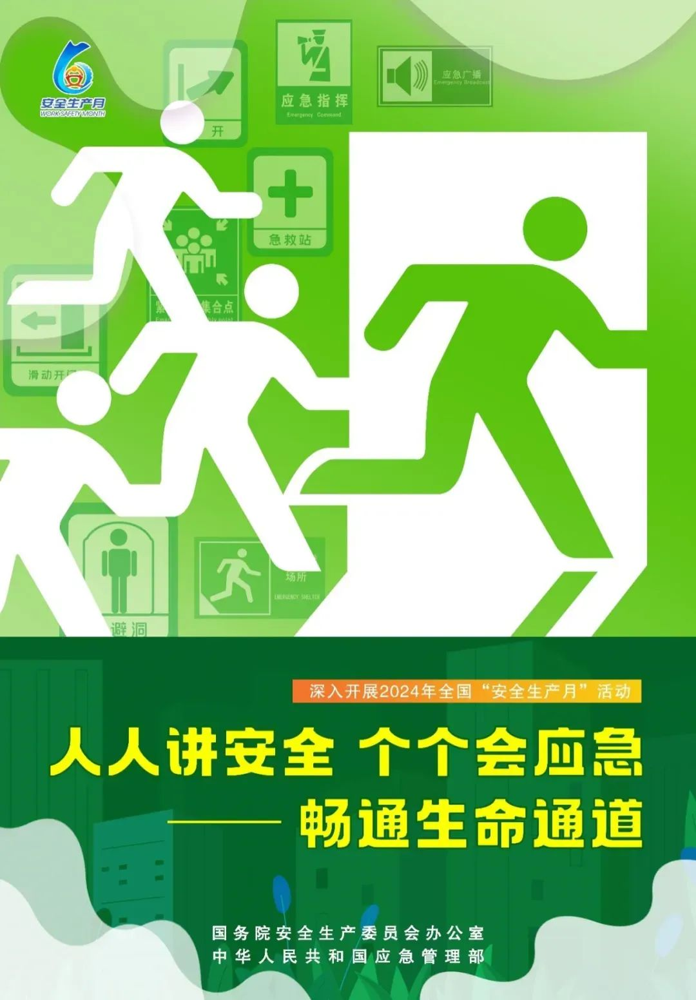 安全生产月
WORK SAFETY MONTH
开
应急指挥
Emergency Command
应急广播
Emergency Broadcast
急救站
集合点
滑动开
避洞
场所
EMERGENCY SHELTER
深入开展2024年全国“安全生产月”活动
人人讲安全 个个会应急
—— 畅通生命通道
国务院安全生产委员会办公室
中华人民共和国应急管理部